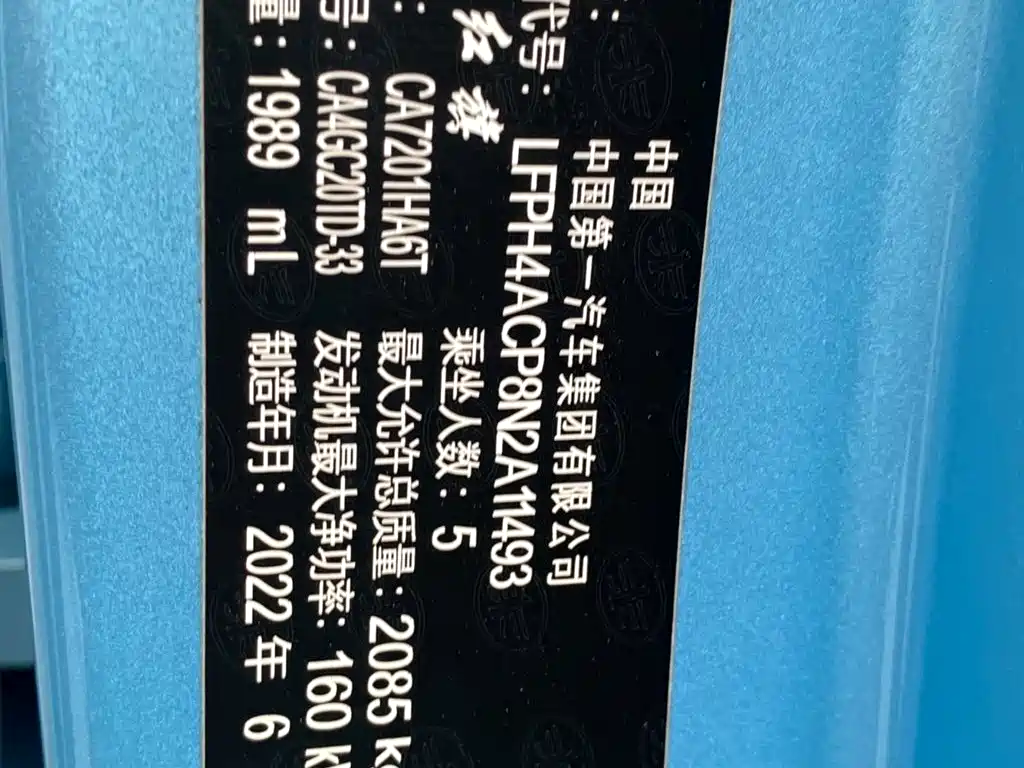 中国
中国第一汽车集团有限公司
代号: LFPH4ACP8N2A11493
红旗 乘坐人数: 5
CA7201HA6T 最大允许总质量: 2085 k
号: CA4GC20TD-33 发动机最大净功率: 160 k
量: 1989 mL 制造年月: 2022 年 6